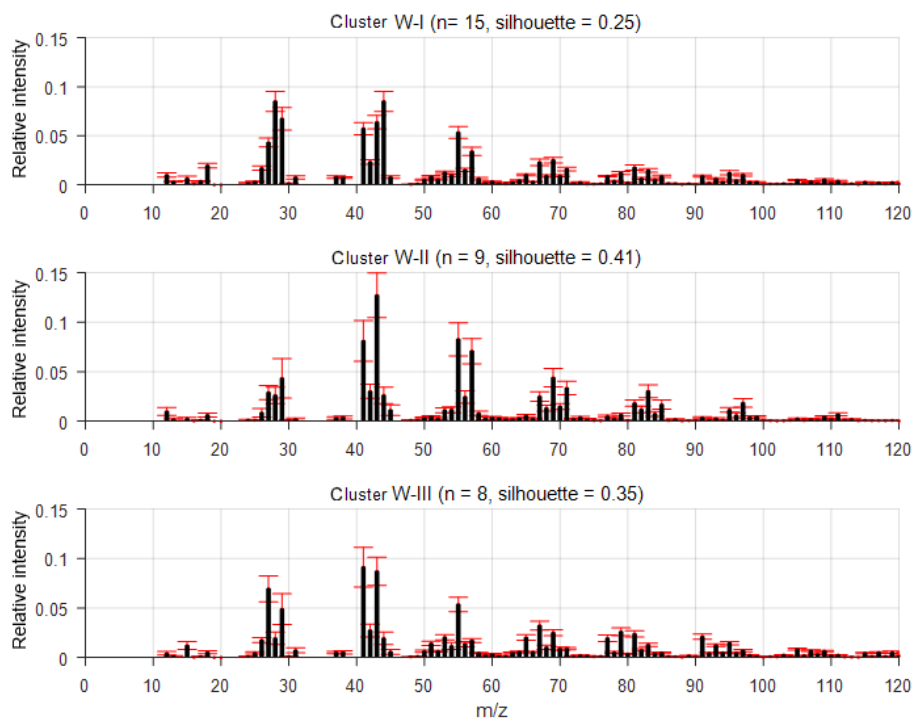 Cluster W-I (n= 15, silhouette = 0.25)
Relative intensity
0.15
0.1
0.05
0
0 10 20 30 40 50 60 70 80 90 100 110 120
Cluster W-II (n = 9, silhouette = 0.41)
Relative intensity
0.15
0.1
0.05
0
0 10 20 30 40 50 60 70 80 90 100 110 120
Cluster W-III (n = 8, silhouette = 0.35)
Relative intensity
0.15
0.1
0.05
0
0 10 20 30 40 50 60 70 80 90 100 110 120
m/z